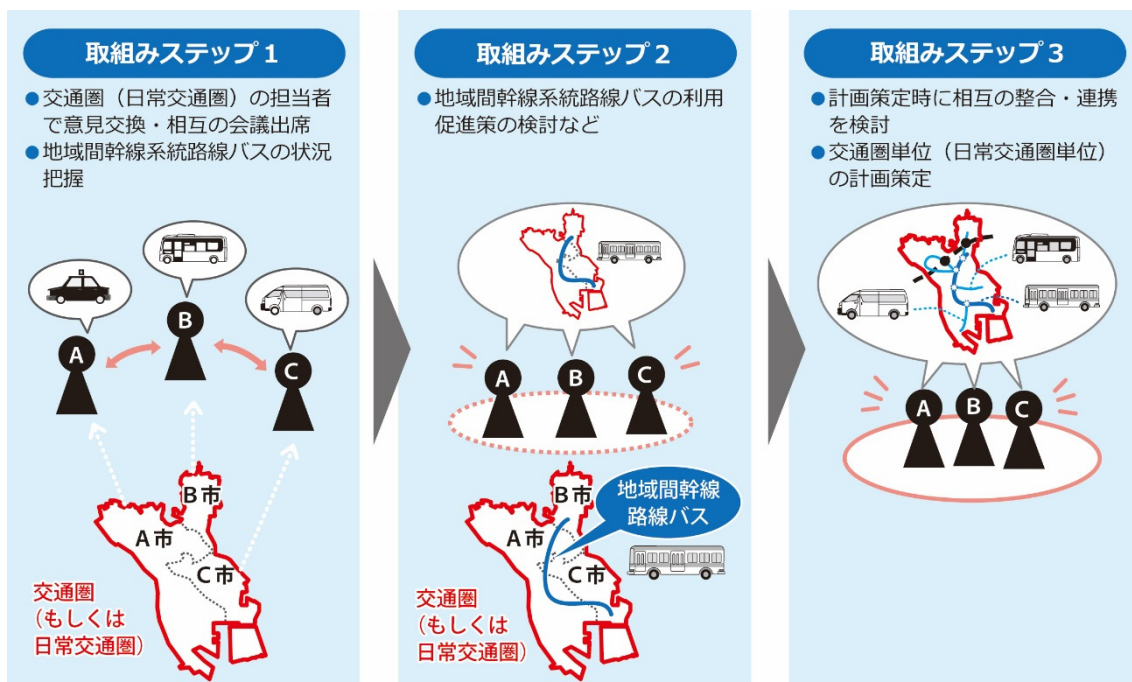 取組みステップ1
●交通圏（日常交通圏）の担当者
で意見交換・相互の会議出席
●地域間幹線系統路線バスの状況
把握
B
A
C
B市
A市
C市
交通圏
（もしくは
日常交通圏）
取組みステップ2
●地域間幹線系統路線バスの利用
促進策の検討など
A
B
C
B市
地域間幹線
路線バス
A市
C市
交通圏
（もしくは
日常交通圏）
取組みステップ3
●計画策定時に相互の整合・連携
を検討
●交通圏単位（日常交通圏単位）
の計画策定
A
B
C